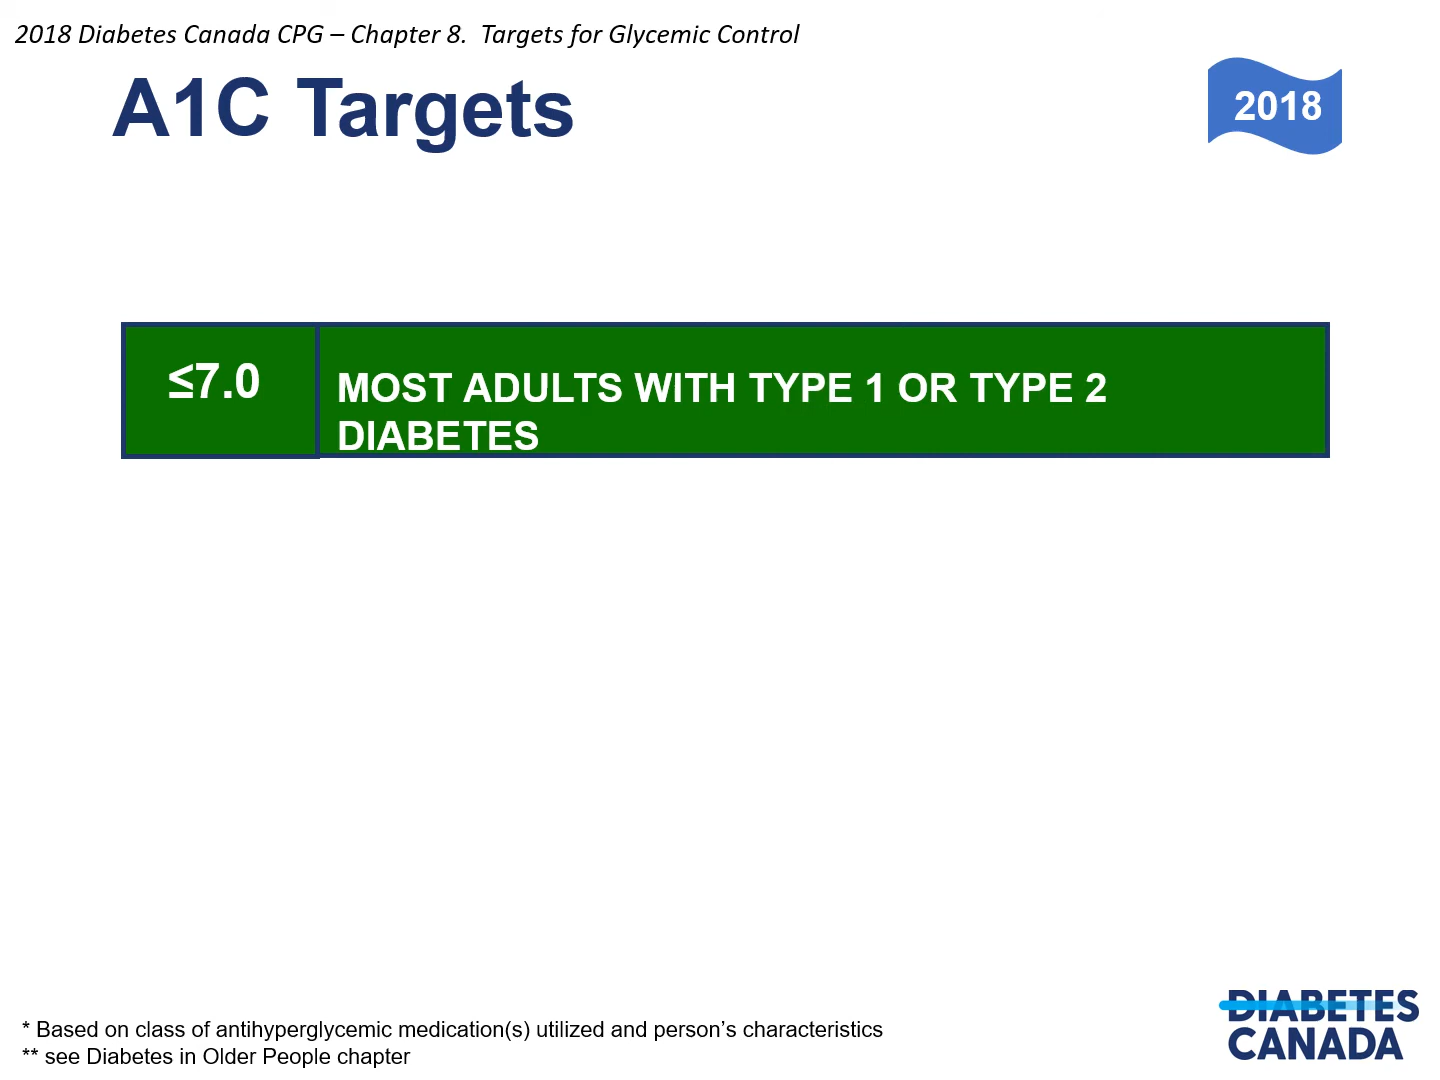 2018 Diabetes Canada CPG – Chapter 8.  Targets for Glycemic Control
A1C Targets
2018
≤7.0
MOST ADULTS WITH TYPE 1 OR TYPE 2
DIABETES
* Based on class of antihyperglycemic medication(s) utilized and person’s characteristics
** see Diabetes in Older People chapter
DIABETES
CANADA